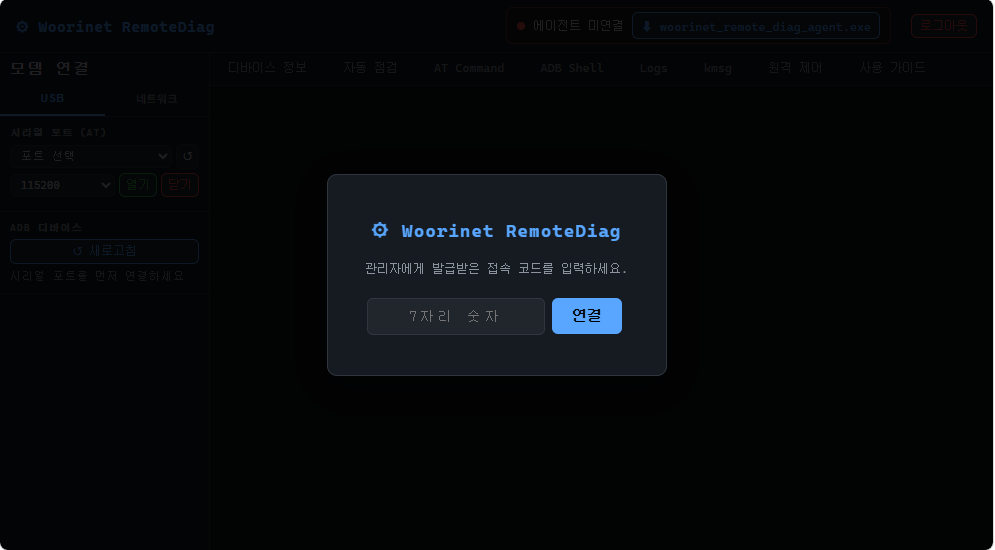 Woorinet RemoteDiag
에이전트 미연결
woorinet_remote_diag_agent.exe
로그아웃
모뎀 연결
디바이스 정보 자동 점검 AT Command ADB Shell Logs kmsg 원격 제어 사용 가이드
USB 네트워크
시리얼 포트 (AT)
포트 선택 ↺
115200 열기 닫기
ADB 디바이스
↺ 새로고침
시리얼 포트를 먼저 연결하세요
⚙ Woorinet RemoteDiag
관리자에게 발급받은 접속 코드를 입력하세요.
7자리 숫자 연결